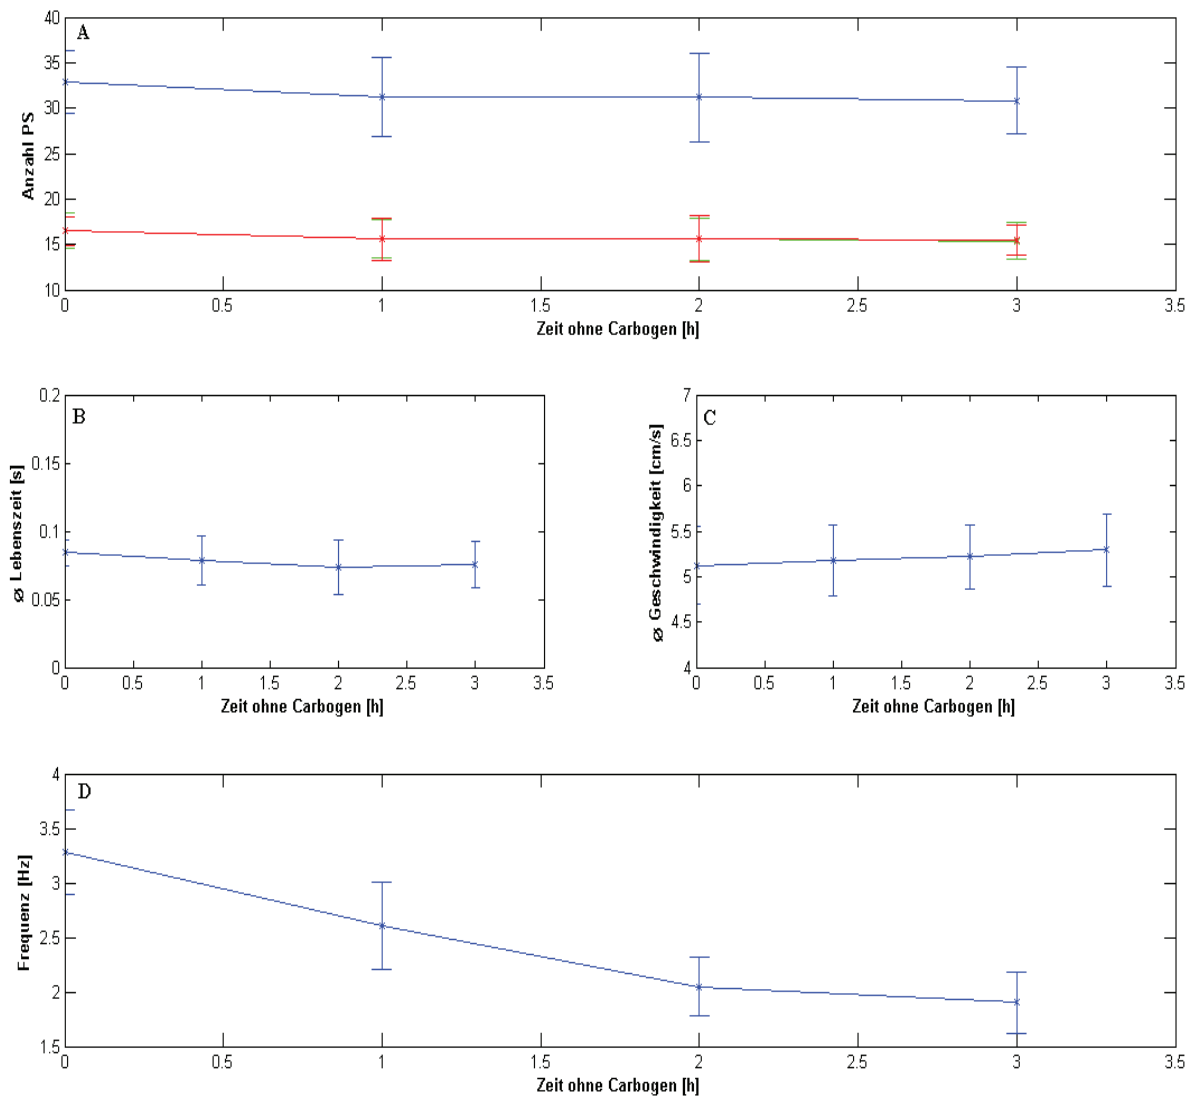 A
Anzahl PS
40
35
30
25
20
15
10
0 0.5 1 1.5 2 2.5 3 3.5
Zeit ohne Carbogen [h]
B
ø Lebenszeit [s]
0.2
0.15
0.1
0.05
0
0 0.5 1 1.5 2 2.5 3 3.5
Zeit ohne Carbogen [h]
C
ø Geschwindigkeit [cm/s]
7
6.5
6
5.5
5
4.5
4
0 0.5 1 1.5 2 2.5 3 3.5
Zeit ohne Carbogen [h]
D
Frequenz [Hz]
4
3.5
3
2.5
2
1.5
0 0.5 1 1.5 2 2.5 3 3.5
Zeit ohne Carbogen [h]